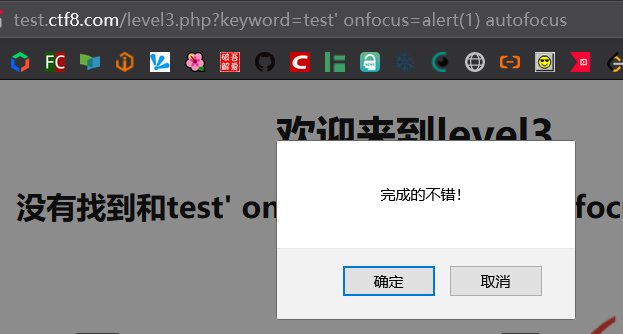 test.ctf8.com/level3.php?keyword=test' onfocus=alert(1) autofocus
FC
欢迎来到level3
完成的不错！
没有找到和test' on
确定
取消